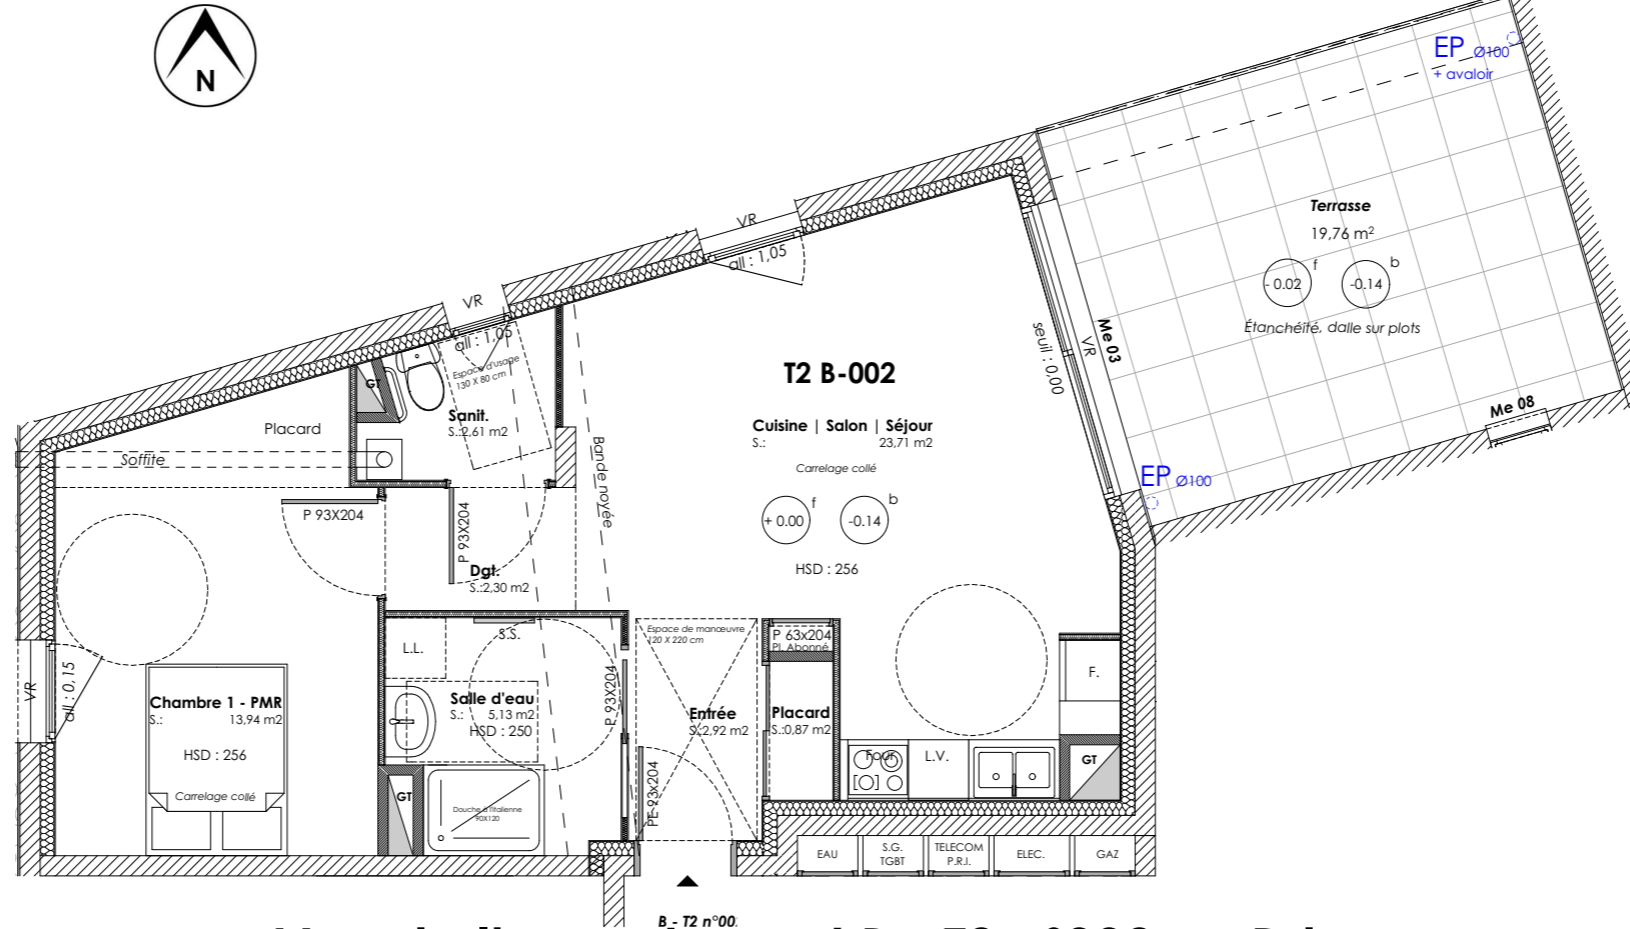 N
EP Ø100
+ avaloir
Terrasse
19,76 m2
- 0.02
f
-0.14
b
Étanchéité, dalle sur plots
Me 03
VR
seuil : 0,00
Me 08
EP Ø100
VR
all : 1,05
VR
all : 1,05
Espace d'usage
130 X 80 cm
GT
Sanit.
S.:2,61 m2
Placard
Soffite
Bande noyée
T2 B-002
Cuisine | Salon | Séjour
S.: 23,71 m2
Carrelage collé
+ 0.00
f
-0.14
b
HSD : 256
P 93X204
P 93X204
Dgt.
S.:2,30 m2
VR
all : 0,15
Chambre 1 - PMR
S.: 13,94 m2
HSD : 256
Carrelage collé
L.L.
S.S.
Salle d'eau
S.: 5,13 m2
HSD : 250
P 93X204
GT
Douche à l'italienne
90X120
Espace de manœuvre
120 X 220 cm
Entrée
S.:2,92 m2
PE 93x204
P 63x204
Pl. Abonné
Placard
S.:0,87 m2
Four
L.V.
F.
GT
EAU
S.G.
TGBT
TELECOM
P.R.I.
ELEC.
GAZ
B - T2 n°00